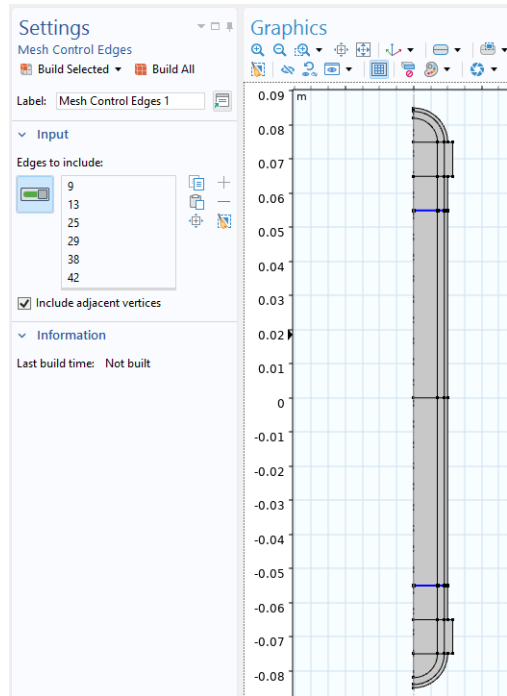 Settings
Mesh Control Edges
Build Selected
Build All
Label: Mesh Control Edges 1
Input
Edges to include:
9
13
25
29
38
42
Include adjacent vertices
Information
Last build time: Not built
Graphics
m
0.09
0.08
0.07
0.06
0.05
0.04
0.03
0.02
0.01
0
-0.01
-0.02
-0.03
-0.04
-0.05
-0.06
-0.07
-0.08